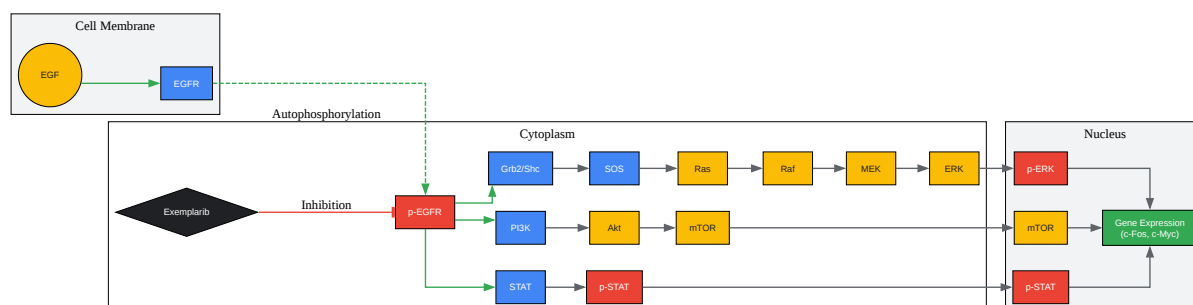 Cell Membrane
EGF
EGFR
Autophosphorylation
Cytoplasm
Nucleus
Grb2/Shc
SOS
Ras
Raf
MEK
ERK
p-ERK
Exemplarib
Inhibition
p-EGFR
PI3K
Akt
mTOR
mTOR
Gene Expression
(c-Fos, c-Myc)
STAT
p-STAT
p-STAT